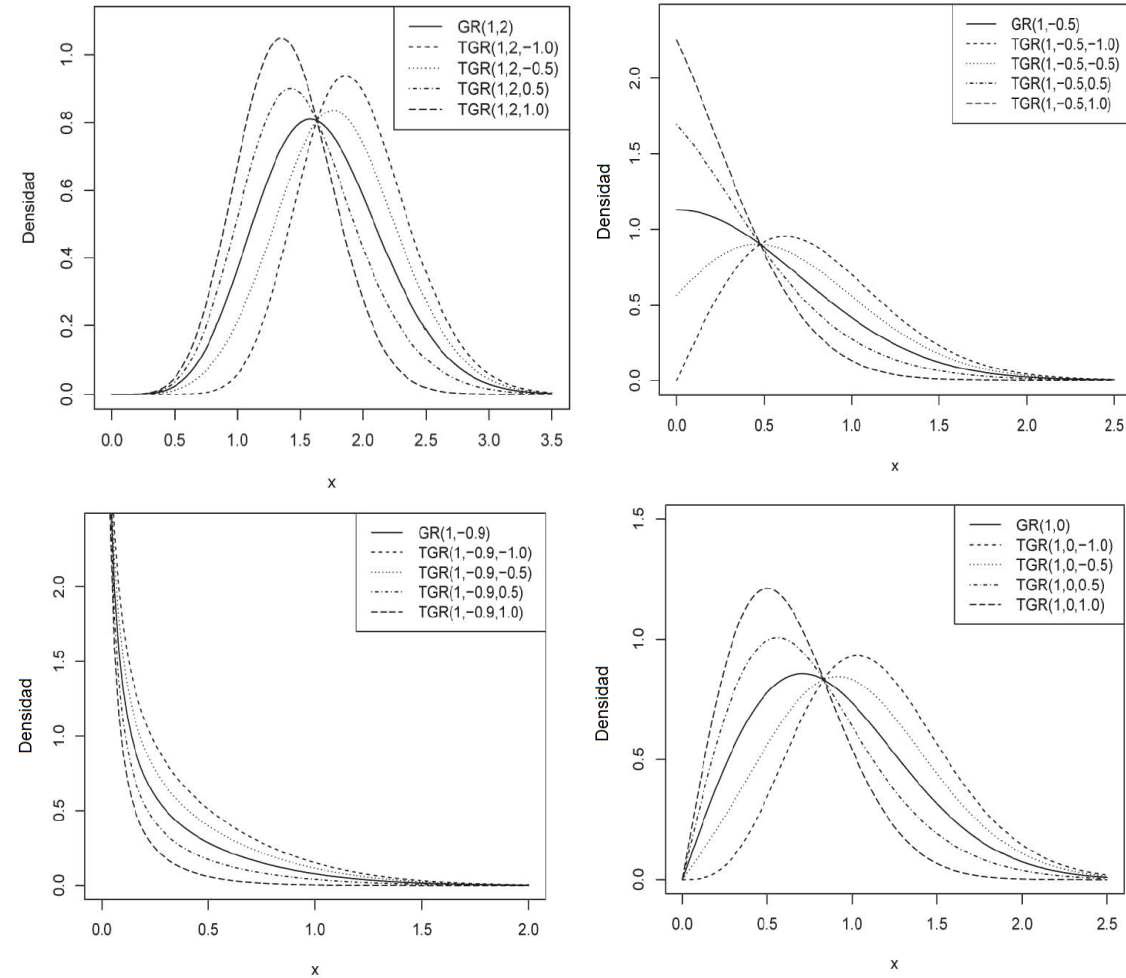 GR(1,2)
TGR(1,2,−1.0)
TGR(1,2,−0.5)
TGR(1,2,0.5)
TGR(1,2,1.0)
Densidad
0.0 0.2 0.4 0.6 0.8 1.0
0.0 0.5 1.0 1.5 2.0 2.5 3.0 3.5
x
GR(1,−0.5)
TGR(1,−0.5,−1.0)
TGR(1,−0.5,−0.5)
TGR(1,−0.5,0.5)
TGR(1,−0.5,1.0)
Densidad
0.0 0.5 1.0 1.5 2.0
0.0 0.5 1.0 1.5 2.0 2.5
x
GR(1,−0.9)
TGR(1,−0.9,−1.0)
TGR(1,−0.9,−0.5)
TGR(1,−0.9,0.5)
TGR(1,−0.9,1.0)
Densidad
0.0 0.5 1.0 1.5 2.0
0.0 0.5 1.0 1.5 2.0
x
GR(1,0)
TGR(1,0,−1.0)
TGR(1,0,−0.5)
TGR(1,0,0.5)
TGR(1,0,1.0)
Densidad
0.0 0.5 1.0 1.5
0.0 0.5 1.0 1.5 2.0 2.5
x